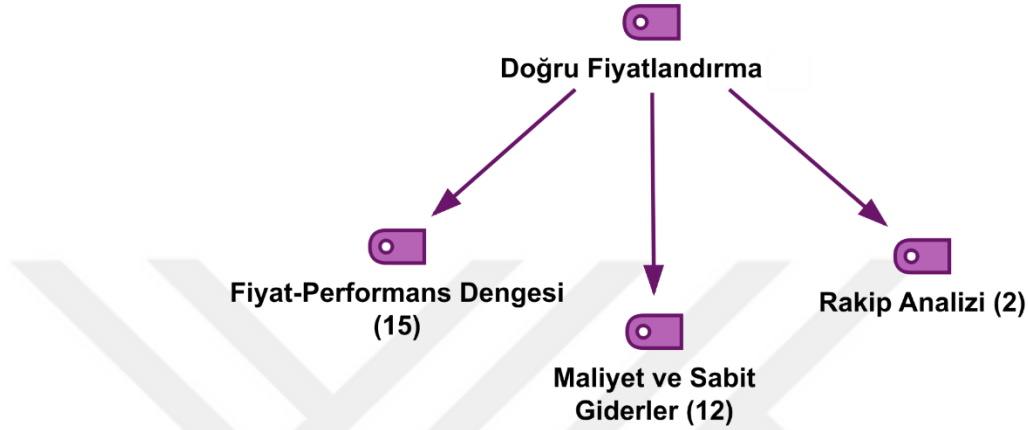 Doğru Fiyatlandırma
Fiyat-Performans Dengesi
(15)
Rakip Analizi (2)
Maliyet ve Sabit
Giderler (12)